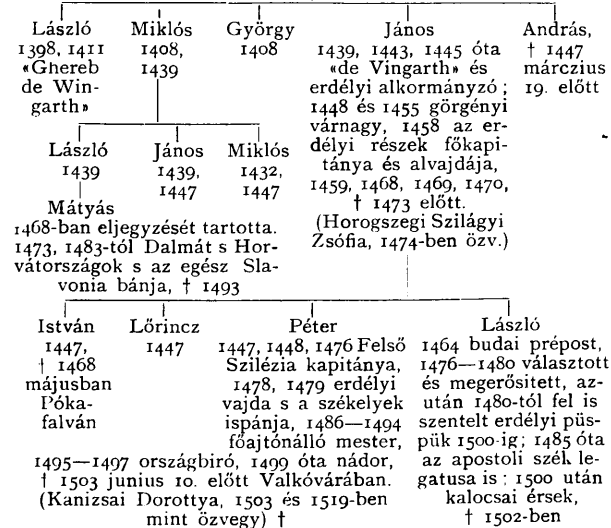 László
1398, 1411
«Ghereb
de Win-
garth»
Miklós
1408,
1439
György
1408
János
1439, 1443, 1445 óta
«de Vingarth» és
erdélyi alkormányzó;
1448 és 1455 görgényi
várnagy, 1458 az er-
délyi részek főkapi-
tánya és alvajdája,
1459, 1468, 1469, 1470,
† 1473 előtt.
(Horogszegi Szilágyi
Zsófia, 1474-ben özv.)
András,
† 1447
márczius
19. előtt
László
1439
János
1439,
1447
Miklós
1432,
1447
Mátyás
1468-ban eljegyzését tartotta.
1473, 1483-tól Dalmát s Hor-
vátországok s az egész Sla-
vonia bánja, † 1493
István
1447,
† 1468
májusban
Póka-
falván
Lőrincz
1447
Péter
1447, 1448, 1476 Felső
Szilézia kapitánya,
1478, 1479 erdélyi
vajda s a székelyek
ispánja, 1486—1494
főajtónálló mester,
1495—1497 országbiró, 1499 óta nádor,
† 1503 junius 10. előtt Valkóvárában.
(Kanizsai Dorottya, 1503 és 1519-ben
mint özvegy) †
László
1464 budai prépost,
1476—1480 választott
és megerősitett, az-
után 1480-tól fel is
szentelt erdélyi püs-
pük 1500-ig; 1485 óta
az apostoli szék le-
gatusa is; 1500 után
kalocsai érsek,
† 1502-ben